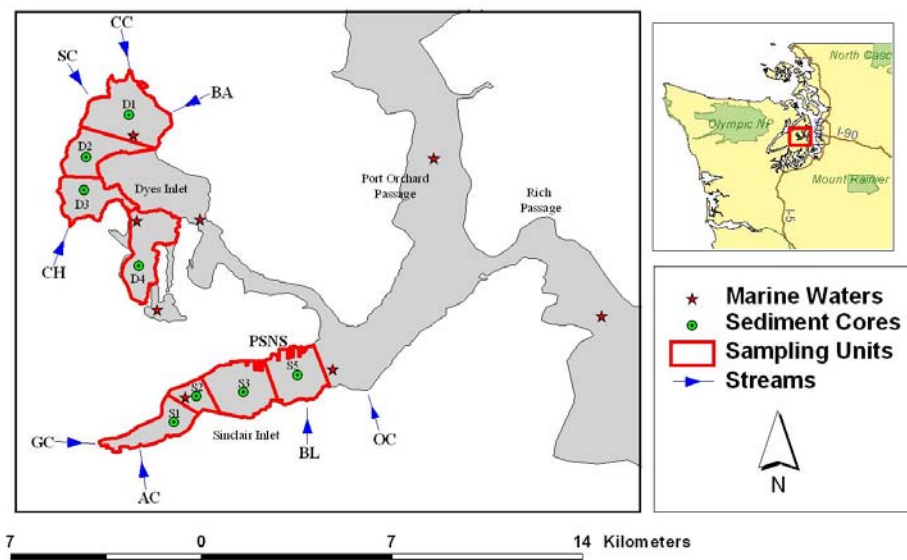 CC
SC
BA
D1
D2
D3
Dyes Inlet
CH
D4
Port Orchard
Passage
Rich
Passage
PSNS
S5
S2
S3
S1
Sinclair Inlet
GC
AC
BL
OC
North Casc
Olympic NP
I-90
Mount Rainier
I-5
Marine Waters
Sediment Cores
Sampling Units
Streams
N
7 0 7 14 Kilometers